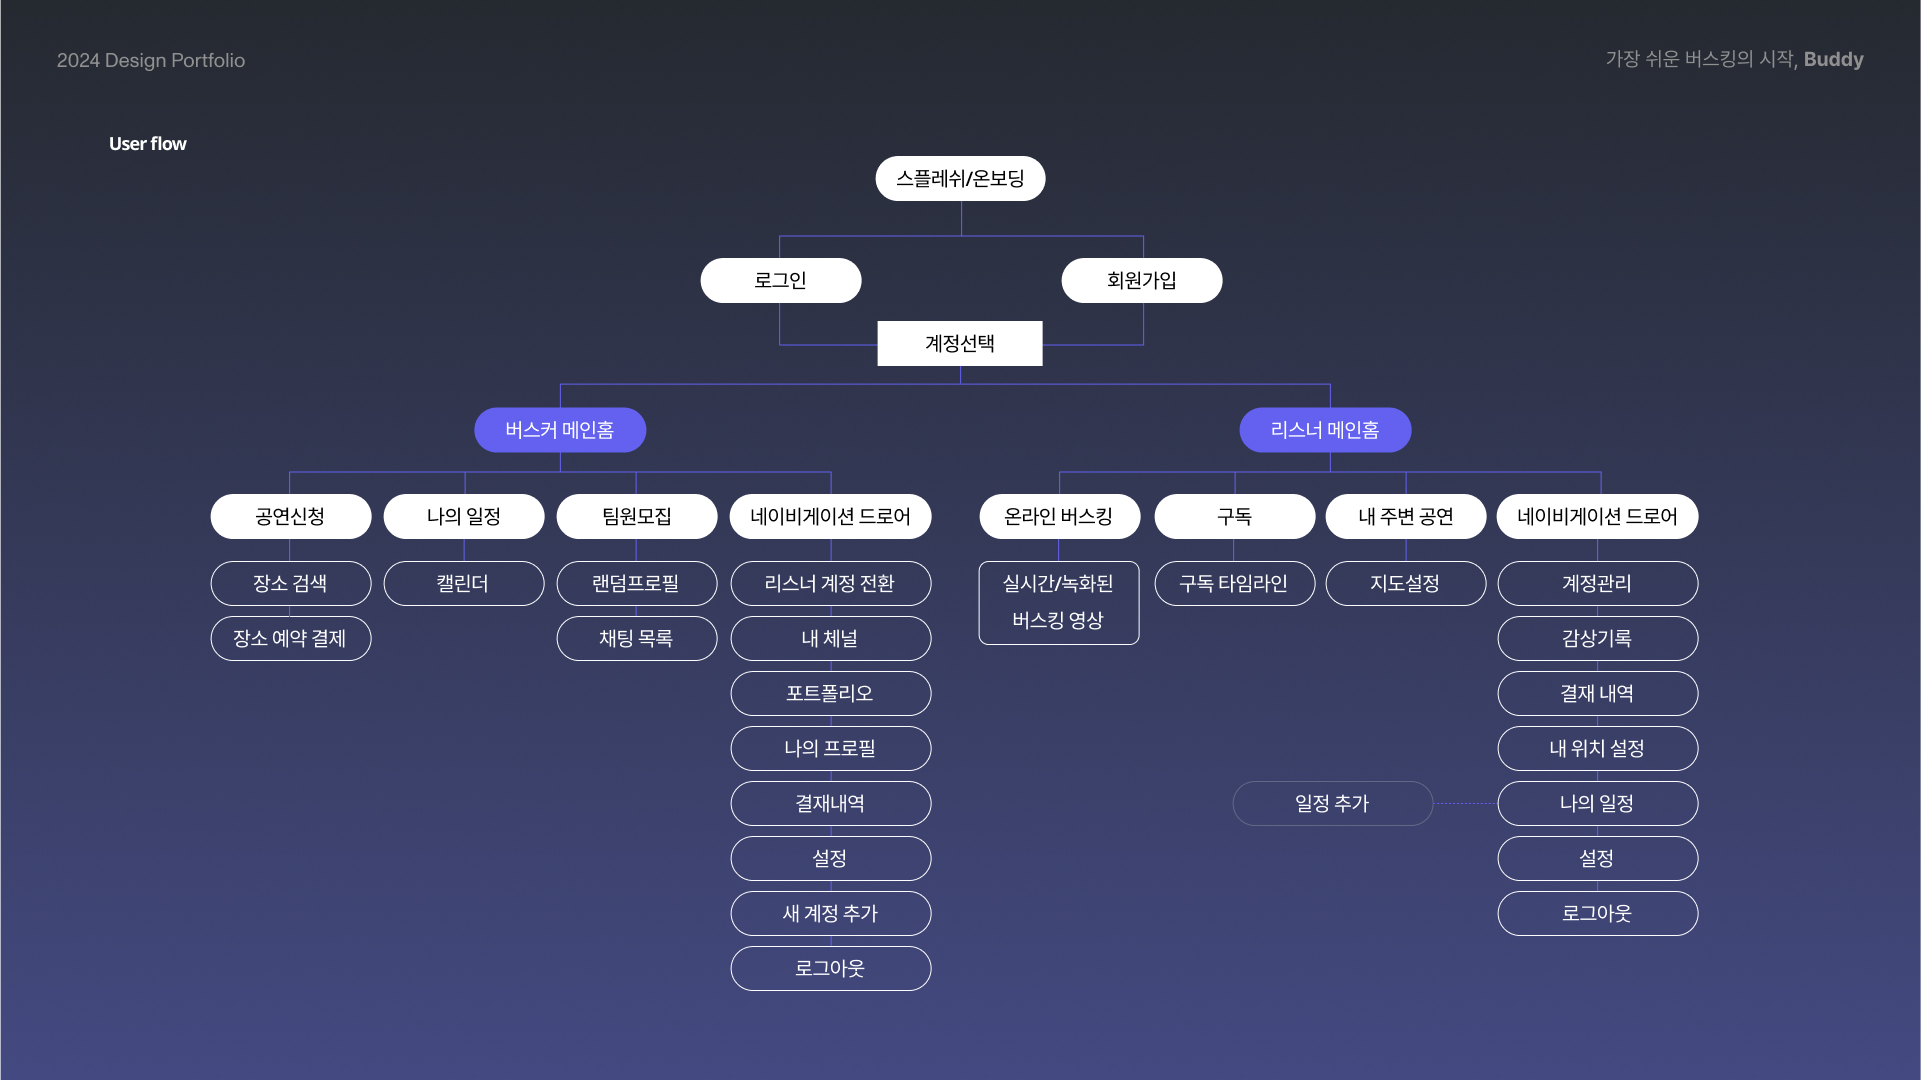 2024 Design Portfolio
가장 쉬운 버스킹의 시작, Buddy
User flow
스플레쉬/온보딩
로그인
회원가입
계정선택
버스커 메인홈
리스너 메인홈
공연신청
나의 일정
팀원모집
네이비게이션 드로어
온라인 버스킹
구독
내 주변 공연
네이비게이션 드로어
장소 검색
캘린더
랜덤프로필
리스너 계정 전환
실시간/녹화된
버스킹 영상
구독 타임라인
지도설정
계정관리
장소 예약 결제
채팅 목록
내 체널
감상기록
포트폴리오
결재 내역
나의 프로필
내 위치 설정
결재내역
일정 추가
나의 일정
설정
설정
새 계정 추가
로그아웃
로그아웃